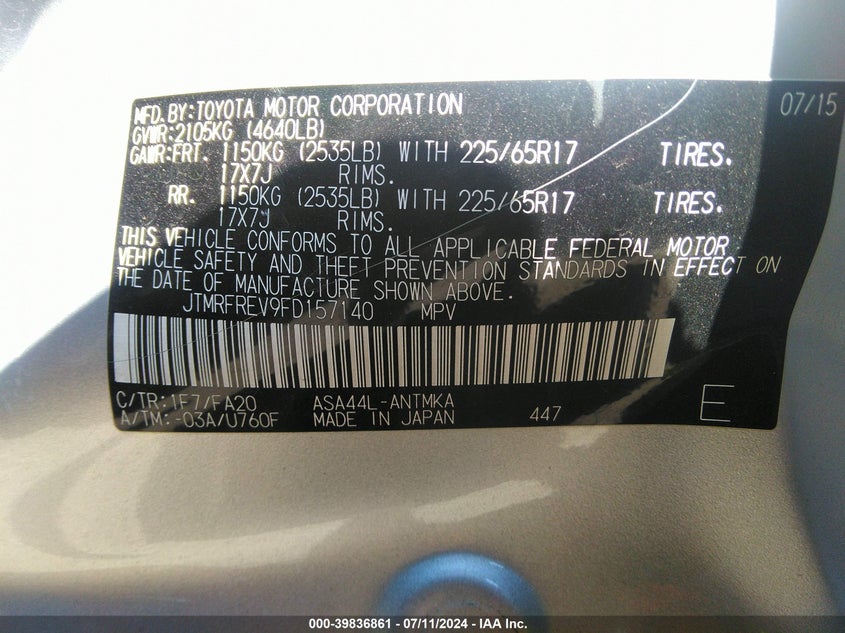 MFD.BY:TOYOTA MOTOR CORPORATION 07/15
GVWR:2105KG (4640LB)
GAWR:FRT. 1150KG (2535LB) WITH 225/65R17 TIRES.
17X7J RIMS.
RR. 1150KG (2535LB) WITH 225/65R17 TIRES.
17X7J RIMS.
THIS VEHICLE CONFORMS TO ALL APPLICABLE FEDERAL MOTOR
VEHICLE SAFETY AND THEFT PREVENTION STANDARDS IN EFFECT ON
THE DATE OF MANUFACTURE SHOWN ABOVE.
JTMRFREV9FD157140 MPV
C/TR:1F7/FA20 ASA44L-ANTMKA
A/TM:-03A/U760F MADE IN JAPAN 447 E
000-39836861 - 07/11/2024 - IAA Inc.